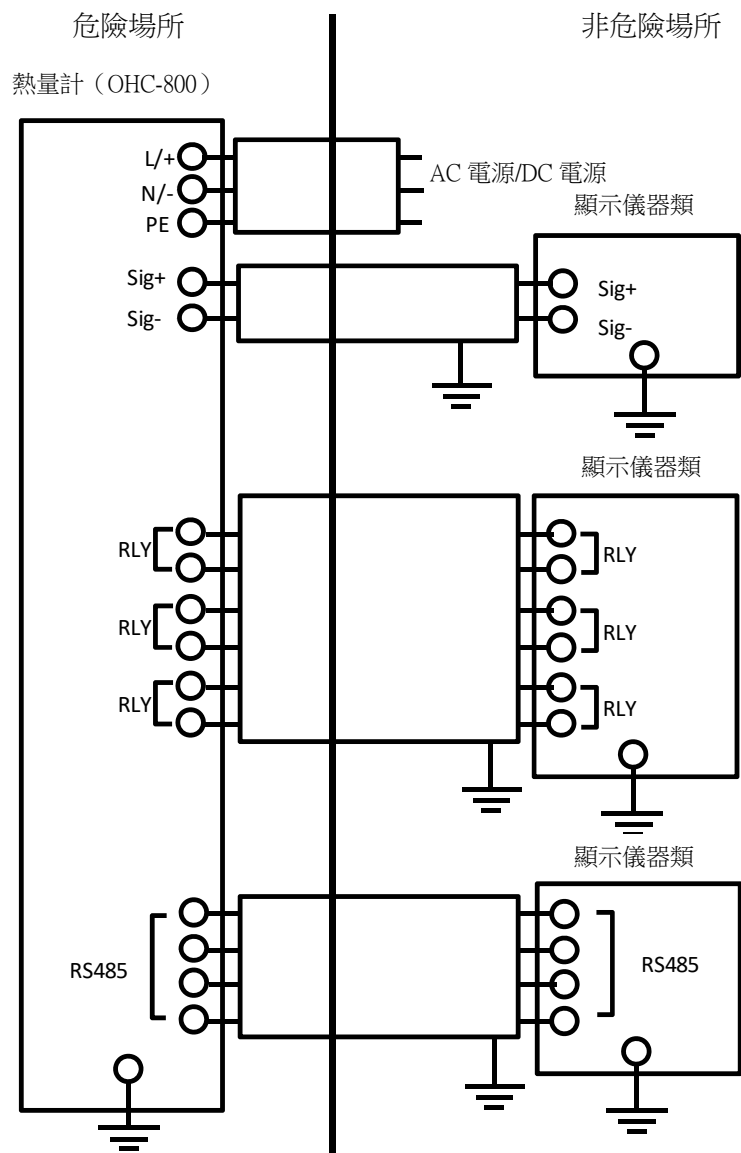 危險場所
非危險場所
熱量計（OHC-800）
L/+
N/-
PE
AC 電源/DC 電源
顯示儀器類
Sig+
Sig-
Sig+
Sig-
顯示儀器類
RLY
RLY
RLY
RLY
RLY
RLY
顯示儀器類
RS485
RS485